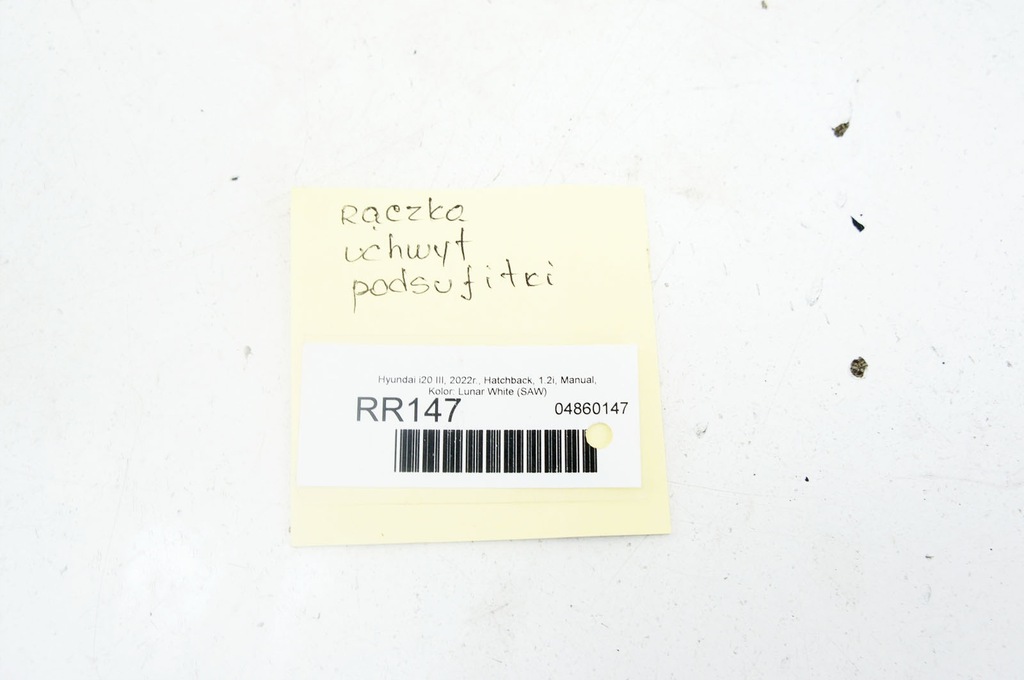 Rączka
uchwyt
podsufitki
Hyundai i20 III, 2022r., Hatchback, 1.2i, Manual,
Kolor: Lunar White (SAW)
RR147 04860147